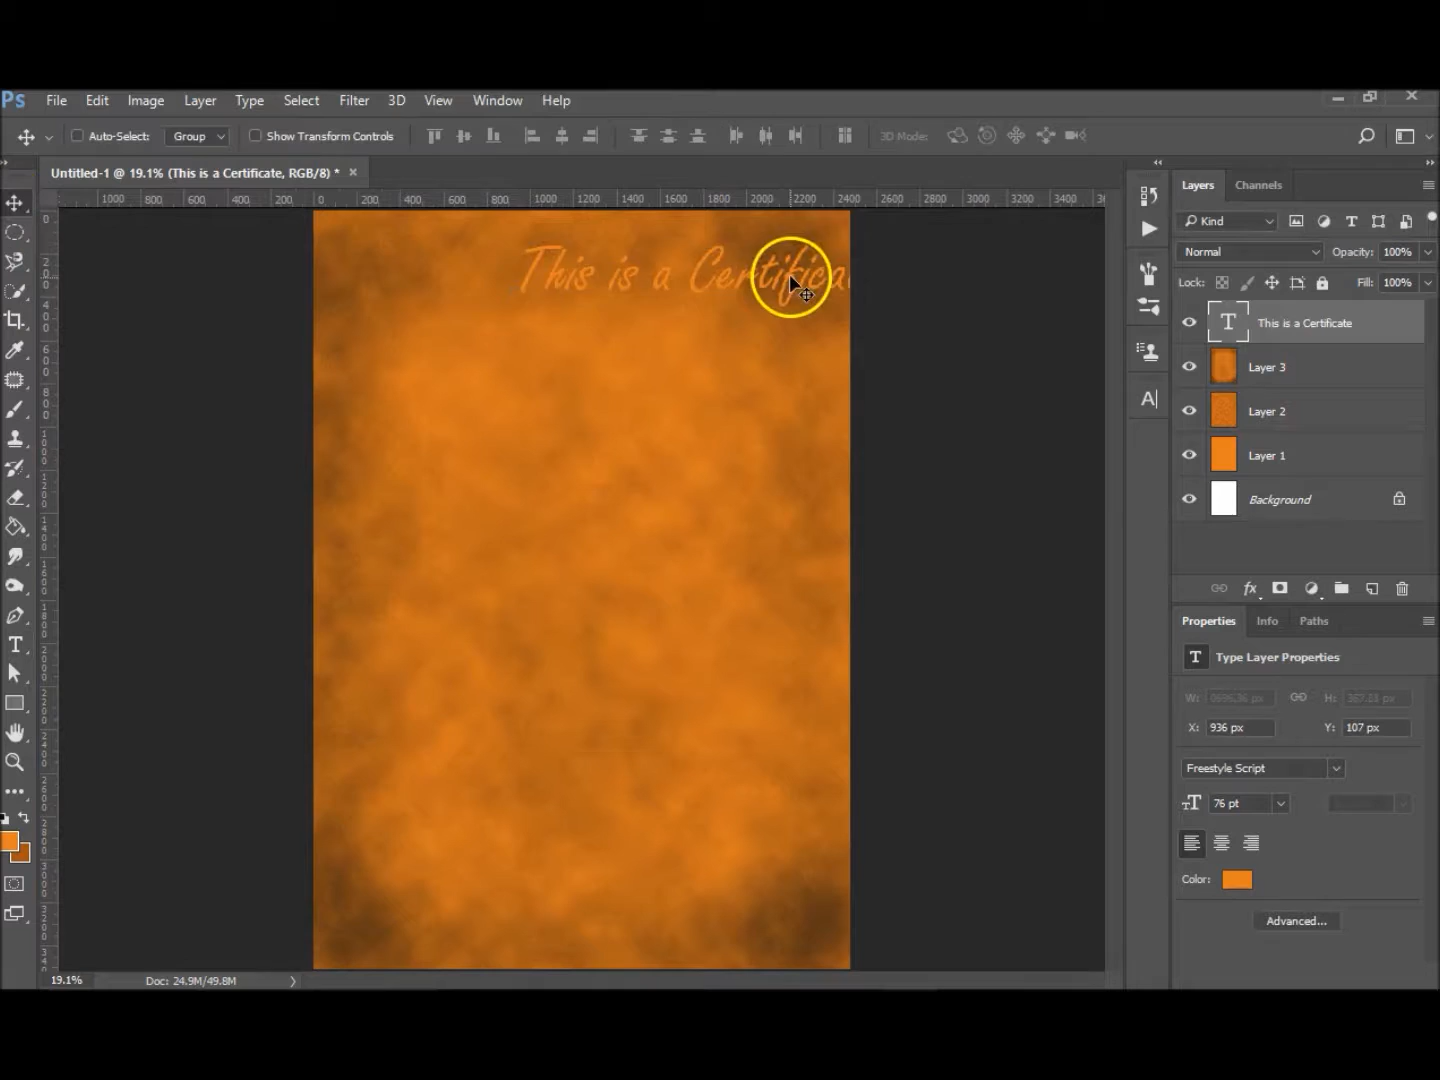 Ps File Edit Image Layer Type Select Filter 3D View Window Help
Auto-Select: Group Show Transform Controls 3D Mode:
Untitled-1 @ 19.1% (This is a Certificate, RGB/8) * ×
1000 800 600 400 200 0 200 400 600 800 1000 1200 1400 1600 1800 2000 2200 2400 2600 2800 3000 3200 3400
This is a Certifica
Layers Channels
Kind
Normal Opacity: 100%
Lock: Fill: 100%
T This is a Certificate
Layer 3
Layer 2
Layer 1
Background
fx
Properties Info Paths
T Type Layer Properties
W: H:
X: 936 px Y: 107 px
Freestyle Script
76 pt
Color:
Advanced...
19.1% Doc: 24.9M/49.8M